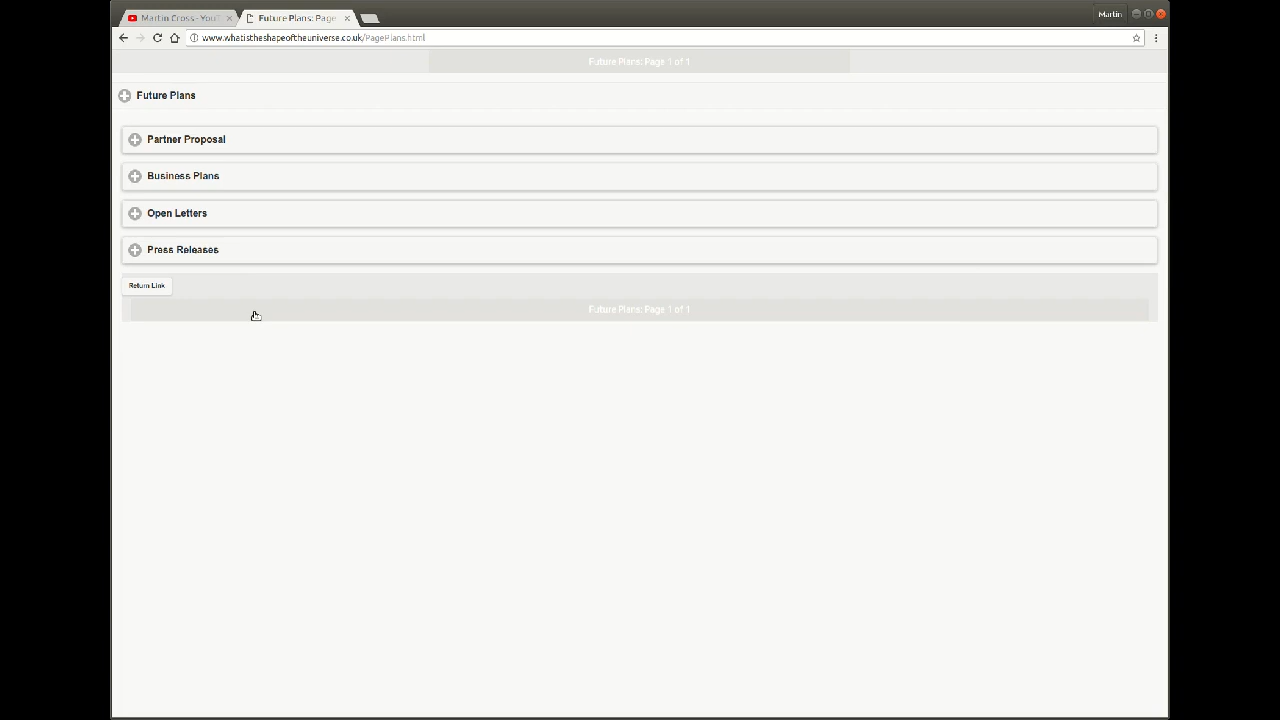 Martin Cross - YouT
Future Plans: Page
Martin
www.whatistheshapeoftheuniverse.co.uk/PagePlans.html
Future Plans: Page 1 of 1
Future Plans
Partner Proposal
Business Plans
Open Letters
Press Releases
Return Link
Future Plans: Page 1 of 1